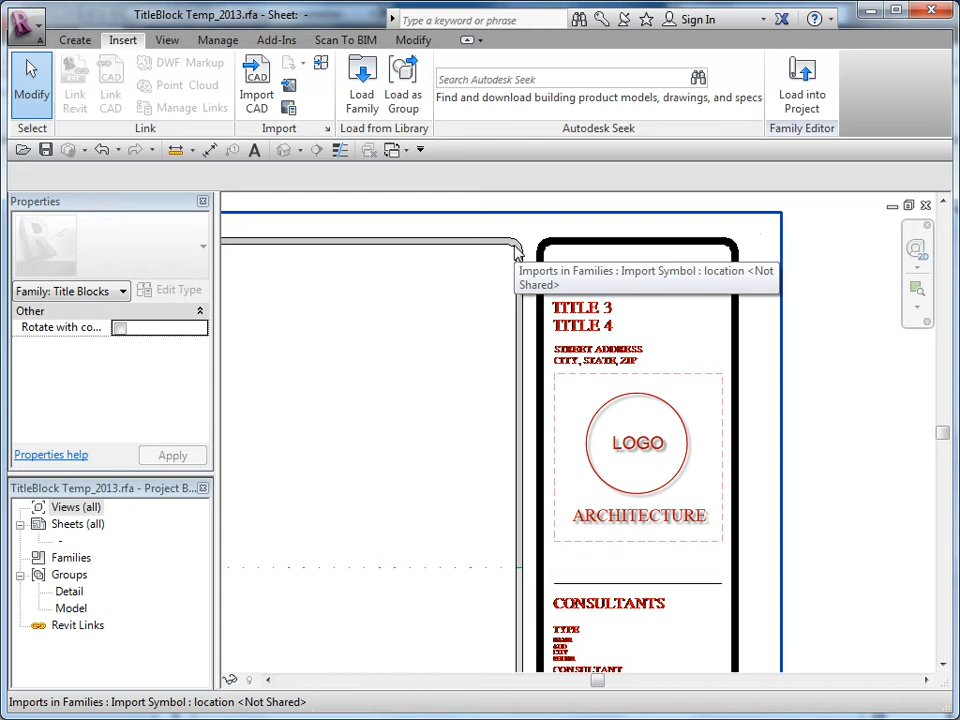 TitleBlock Temp_2013.rfa - Sheet: -
Type a keyword or phrase
Sign In
Create Insert View Manage Add-Ins Scan To BIM Modify
Modify
Link Revit
Link CAD
DWF Markup
Point Cloud
Manage Links
Import CAD
Load Family
Load as Group
Search Autodesk Seek
Find and download building product models, drawings, and specs
Load into Project
Select
Link
Import
Load from Library
Autodesk Seek
Family Editor
Properties
Family: Title Blocks
Edit Type
Other
Rotate with co...
Properties help
Apply
TitleBlock Temp_2013.rfa - Project B...
Views (all)
Sheets (all)
-
Families
Groups
Detail
Model
Revit Links
2D
Imports in Families : Import Symbol : location <Not
Shared>
TITLE 3
TITLE 4
STREET ADDRESS
CITY, STATE, ZIP
LOGO
ARCHITECTURE
CONSULTANTS
TYPE
NAME
ADD
CITY
CONSULTANT
Imports in Families : Import Symbol : location <Not Shared>